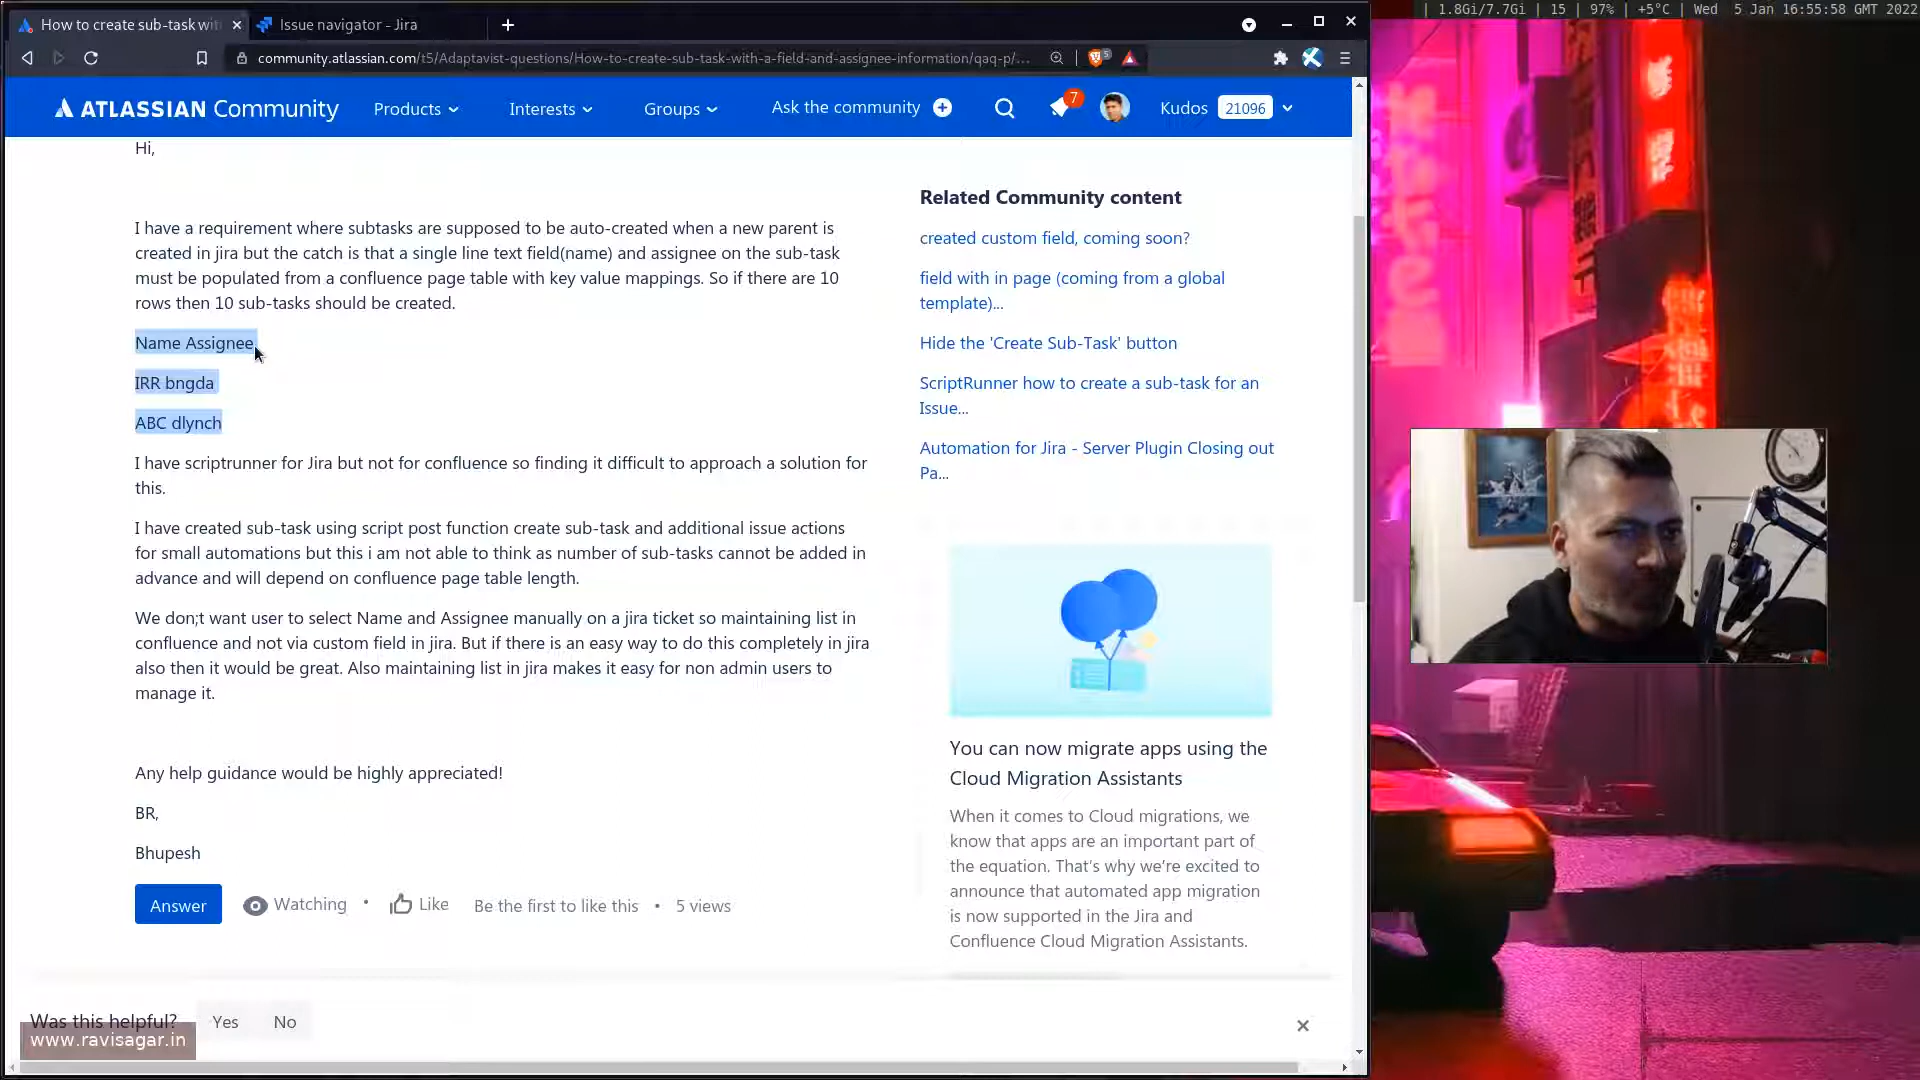 How to create sub-task wit
Issue navigator - Jira
1.8Gi/7.7Gi | 15 | 97% | +5°C | Wed 5 Jan 16:55:58 GMT 2022
community.atlassian.com/t5/Adaptavist-questions/How-to-create-sub-task-with-a-field-and-assignee-information/qaq-p/...
5
ATLASSIAN Community
Products
Interests
Groups
Ask the community
7
Kudos 21096
Hi,
I have a requirement where subtasks are supposed to be auto-created when a new parent is
created in jira but the catch is that a single line text field(name) and assignee on the sub-task
must be populated from a confluence page table with key value mappings. So if there are 10
rows then 10 sub-tasks should be created.
Name Assignee
IRR bngda
ABC dlynch
I have scriptrunner for Jira but not for confluence so finding it difficult to approach a solution for
this.
I have created sub-task using script post function create sub-task and additional issue actions
for small automations but this i am not able to think as number of sub-tasks cannot be added in
advance and will depend on confluence page table length.
We don;t want user to select Name and Assignee manually on a jira ticket so maintaining list in
confluence and not via custom field in jira. But if there is an easy way to do this completely in jira
also then it would be great. Also maintaining list in jira makes it easy for non admin users to
manage it.
Any help guidance would be highly appreciated!
BR,
Bhupesh
Answer
Watching • Like Be the first to like this • 5 views
Related Community content
created custom field, coming soon?
field with in page (coming from a global
template)...
Hide the 'Create Sub-Task' button
ScriptRunner how to create a sub-task for an
Issue...
Automation for Jira - Server Plugin Closing out
Pa...
You can now migrate apps using the
Cloud Migration Assistants
When it comes to Cloud migrations, we
know that apps are an important part of
the equation. That's why we're excited to
announce that automated app migration
is now supported in the Jira and
Confluence Cloud Migration Assistants.
Was this helpful? Yes No
www.ravisagar.in